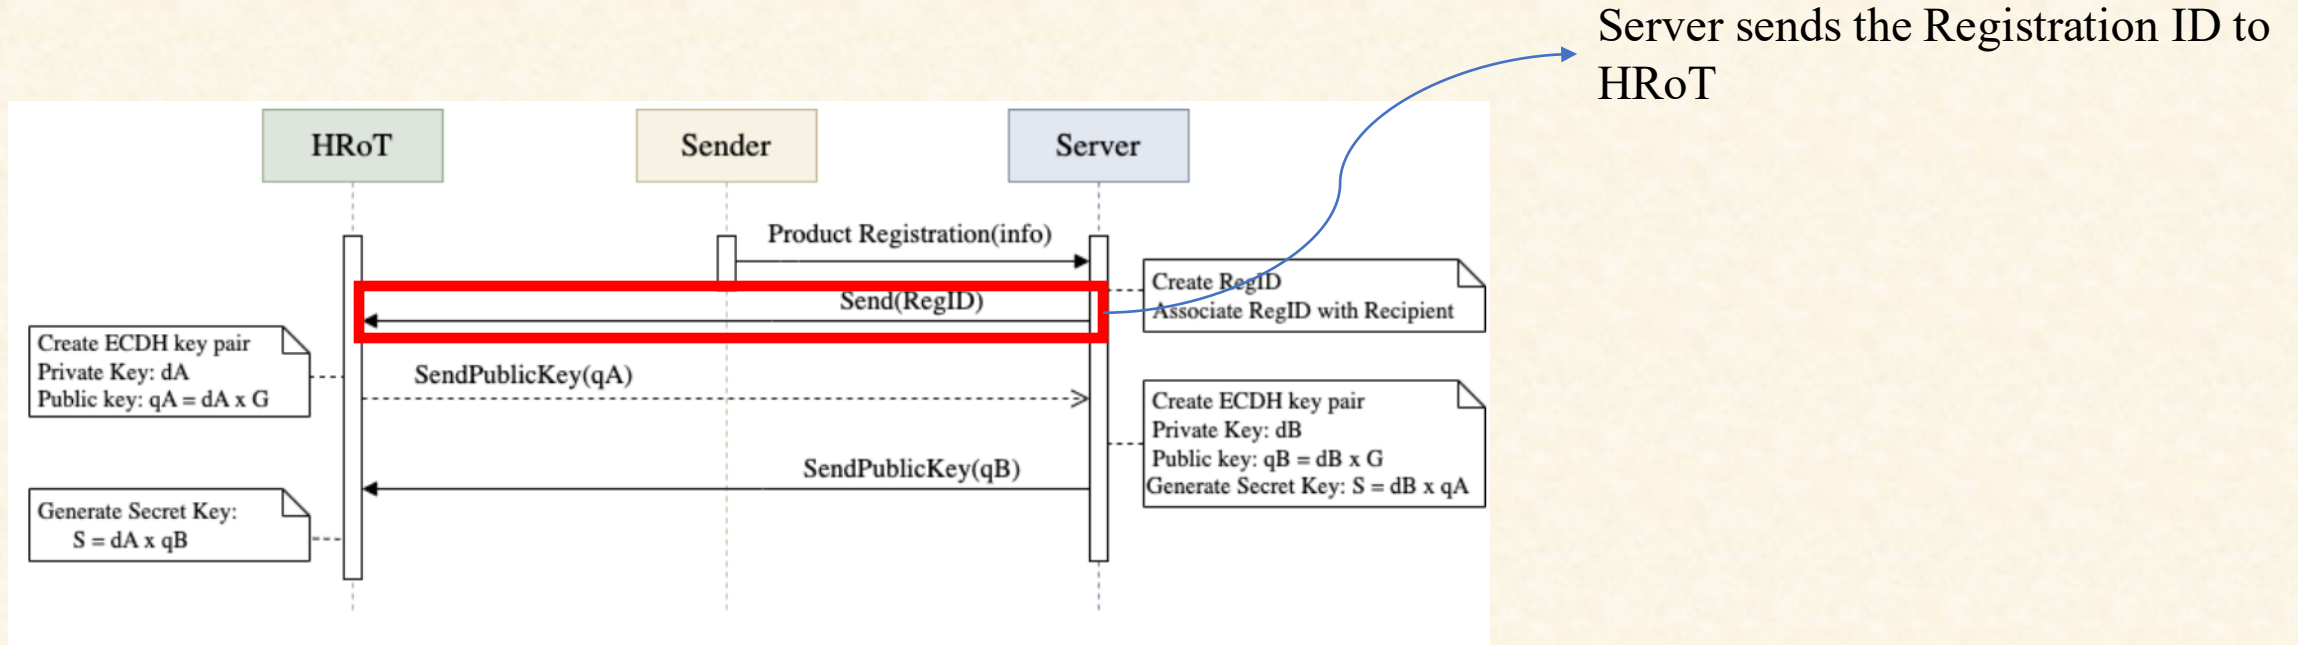 Server sends the Registration ID to
HRoT
HRoT
Sender
Server
Product Registration(info)
Create RegID
Associate RegID with Recipient
Send(RegID)
Create ECDH key pair
Private Key: dA
Public key: qA = dA x G
SendPublicKey(qA)
Create ECDH key pair
Private Key: dB
Public key: qB = dB x G
Generate Secret Key: S = dB x qA
SendPublicKey(qB)
Generate Secret Key:
S = dA x qB